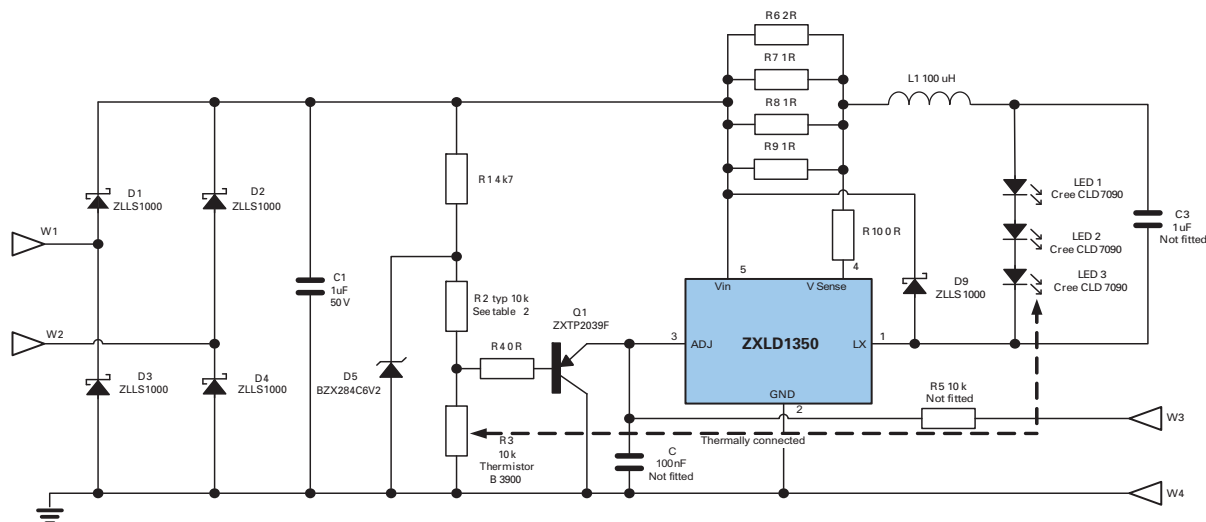 R6 2R
R7 1R
R8 1R
R9 1R
L1 100 uH
R1 4k7
D1
ZLLS1000
D2
ZLLS1000
W1
W2
C1
1uF
50V
D3
ZLLS1000
D4
ZLLS1000
D5
BZX284C6V2
R2 typ 10k
See table 2
Q1
ZXTP2039F
R4 0R
R3
10k
Thermistor
B 3900
R10 0R
5
4
Vin
V Sense
3
ADJ
ZXLD1350
LX
1
GND
2
D9
ZLLS1000
LED 1
Cree CLD7090
LED 2
Cree CLD7090
LED 3
Cree CLD 7090
C3
1uF
Not fitted
R5 10k
Not fitted
W3
Thermally connected
C
100nF
Not fitted
W4